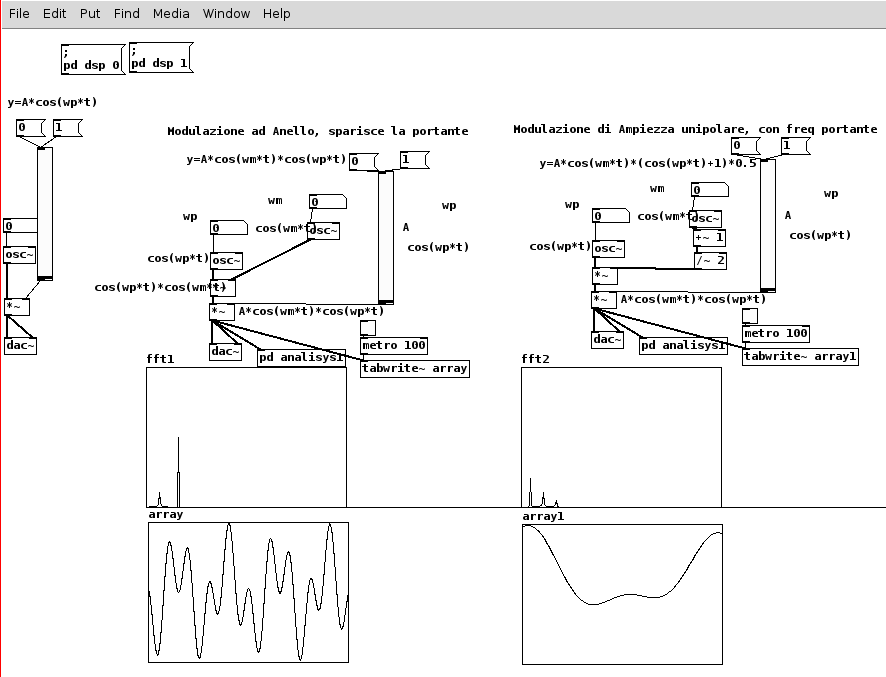 File Edit Put Find Media Window Help
;
pd dsp 0
;
pd dsp 1
y=A*cos(wp*t)
0 1
0
osc~
*~
dac~
Modulazione ad Anello, sparisce la portante
y=A*cos(wm*t)*cos(wp*t)
0 1
wm
0
wp
wp
0
cos(wm*t)
osc~
A
cos(wp*t)
cos(wp*t)
osc~
cos(wp*t)*cos(wm*t)
*~
A*cos(wm*t)*cos(wp*t)
metro 100
dac~
pd analisys1
tabwrite~ array
fft1
array
Modulazione di Ampiezza unipolare, con freq portante
0 1
y=A*cos(wm*t)*(cos(wp*t)+1)*0.5
wm
0
wp
wp
0
cos(wm*t)
osc~
A
+~ 1
cos(wp*t)
cos(wp*t)
osc~
/~ 2
*~
*~
A*cos(wm*t)*cos(wp*t)
metro 100
dac~
pd analisys1
tabwrite~ array1
fft2
array1